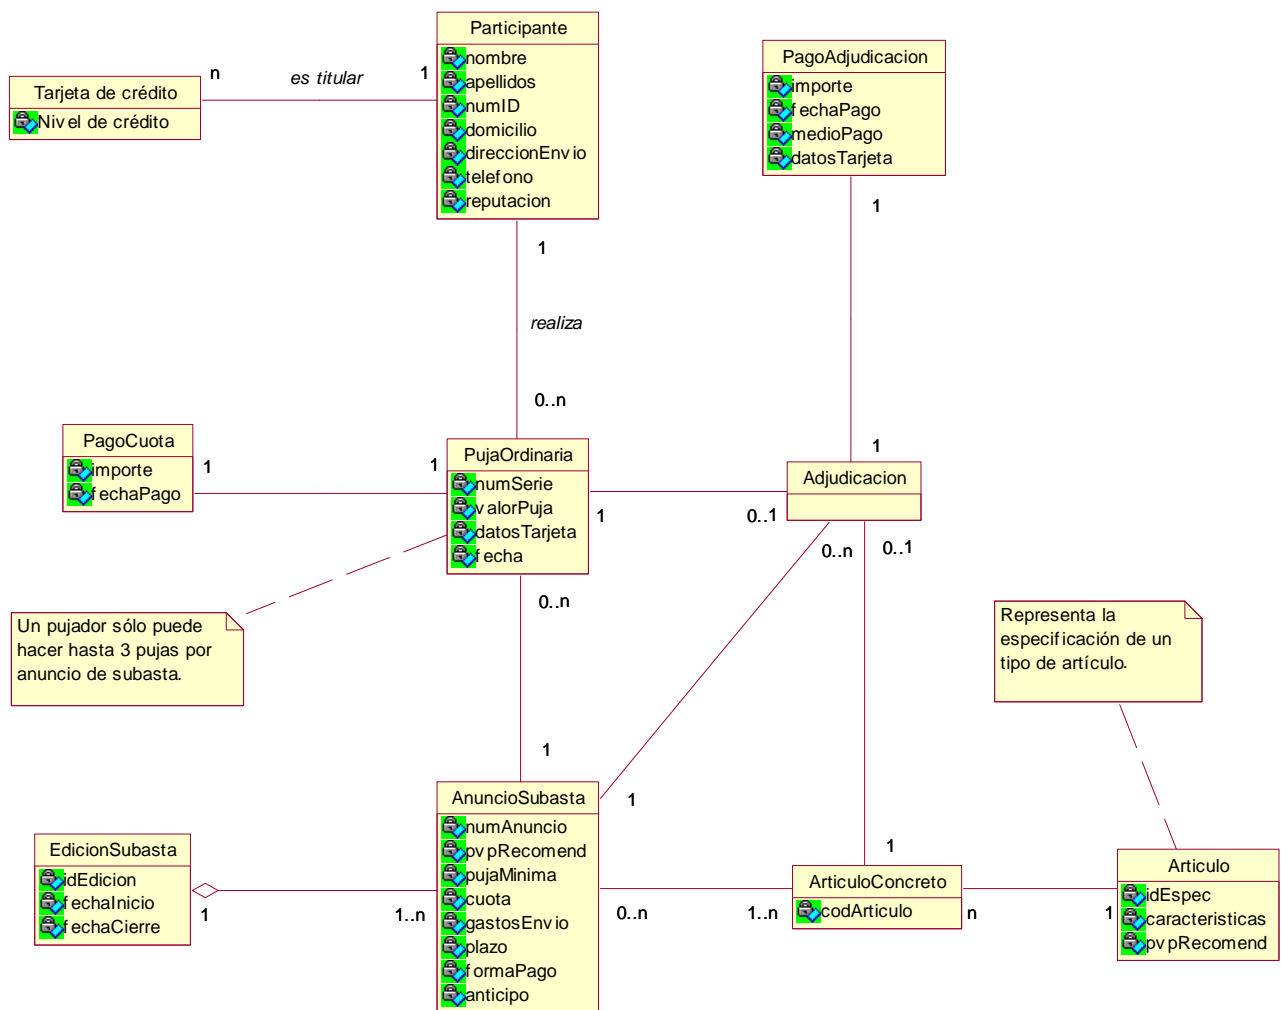 Participante
nombre
apellidos
numID
domicilio
direccionEnvio
telefono
reputacion
PagoAdjudicacion
importe
fechaPago
medioPago
datosTarjeta
Tarjeta de crédito
Nivel de crédito
n
es titular
1
1
realiza
0..n
1
1
PagoCuota
importe
fechaPago
1
1
PujaOrdinaria
numSerie
valorPuja
datosTarjeta
fecha
1
0..1
Adjudicacion
0..n
0..1
0..n
Un pujador sólo puede
hacer hasta 3 pujas por
anuncio de subasta.
Representa la
especificación de un
tipo de artículo.
1
1
1
AnuncioSubasta
numAnuncio
pvpRecomend
pujaMinima
cuota
gastosEnvio
plazo
formaPago
anticipo
EdicionSubasta
idEdicion
fechaInicio
fechaCierre
1
1..n
0..n
1..n
ArticuloConcreto
codArticulo
n
1
Articulo
idEspec
caracteristicas
pvpRecomend